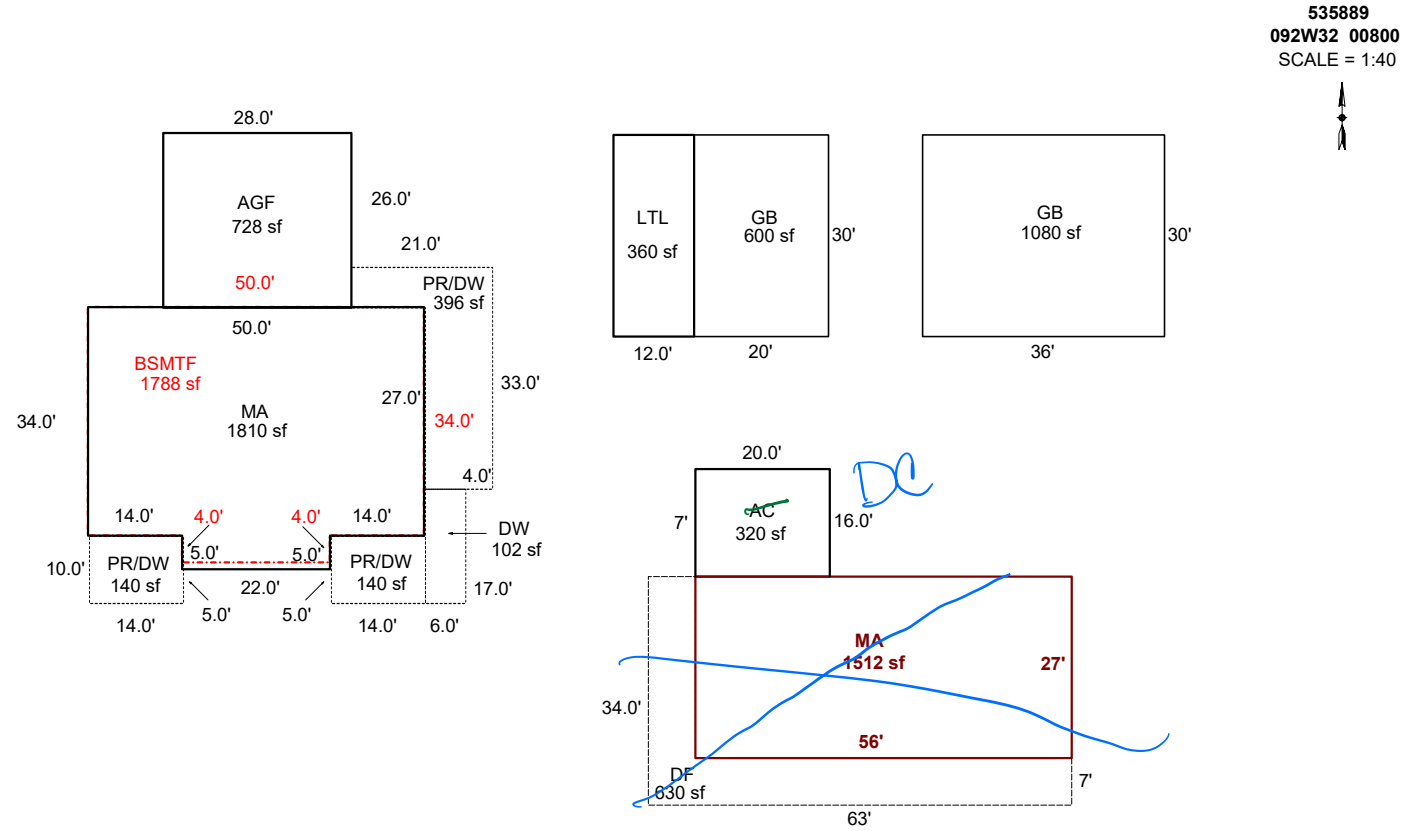 535889
092W32 00800
SCALE = 1:40
28.0'
AGF
728 sf
26.0'
21.0'
50.0'
PR/DW
396 sf
50.0'
BSMTF
1788 sf
MA
1810 sf
27.0'
34.0'
33.0'
34.0'
4.0'
14.0'
4.0'
4.0'
14.0'
DW
102 sf
5.0'
5.0'
10.0'
PR/DW
140 sf
22.0'
PR/DW
140 sf
17.0'
5.0'
5.0'
14.0'
14.0'
6.0'
LTL
360 sf
GB
600 sf
30'
12.0'
20'
GB
1080 sf
30'
36'
20.0'
DC
AC
320 sf
7'
16.0'
MA
1512 sf
27'
34.0'
56'
DF
630 sf
7'
63'